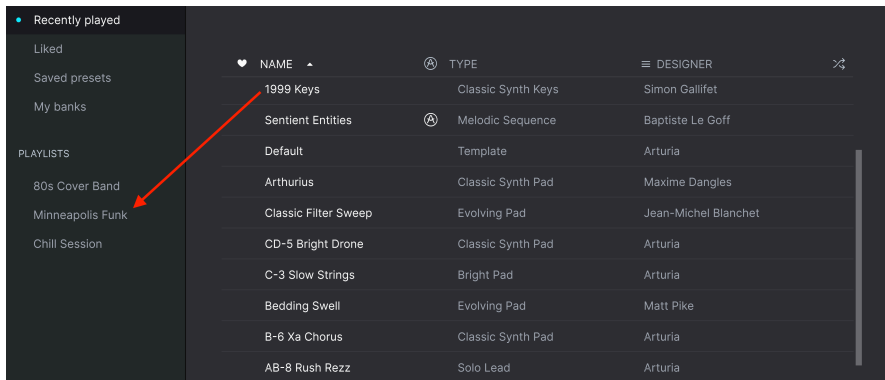 Recently played
Liked
Saved presets
My banks
PLAYLISTS
80s Cover Band
Minneapolis Funk
Chill Session
NAME TYPE DESIGNER
1999 Keys Classic Synth Keys Simon Gallifet
Sentient Entities Melodic Sequence Baptiste Le Goff
Default Template Arturia
Arthurius Classic Synth Pad Maxime Dangles
Classic Filter Sweep Evolving Pad Jean-Michel Blanchet
CD-5 Bright Drone Classic Synth Pad Arturia
C-3 Slow Strings Bright Pad Arturia
Bedding Swell Evolving Pad Matt Pike
B-6 Xa Chorus Classic Synth Pad Arturia
AB-8 Rush Rezz Solo Lead Arturia